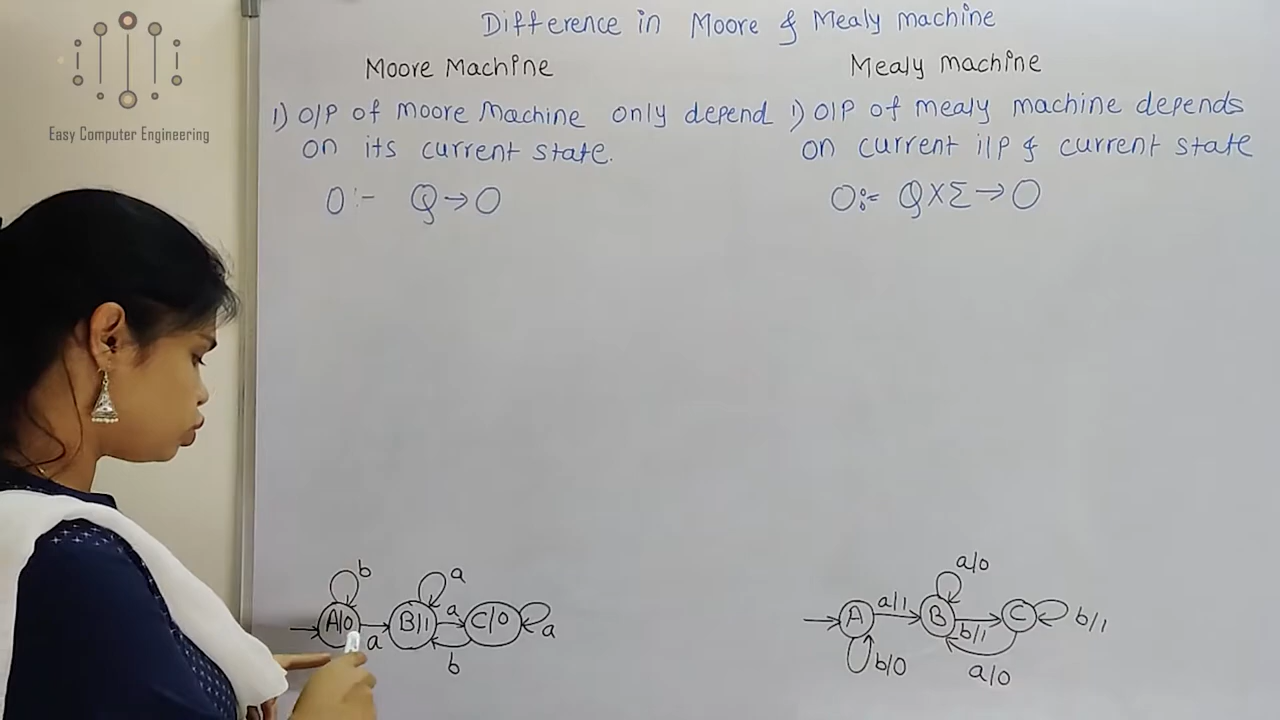 Difference in Moore & Mealy machine
Easy Computer Engineering
Moore Machine
1) O/P of moore Machine only depend
on its current state.
O :- Q→O
Mealy machine
1) O/P of mealy machine depends
on current i/P & current state
O:- Q×Σ→O
b
a
A/0
a
B/1
a
C/0
a
b
a/0
A
a/1
B
b/1
C
b/1
b/0
a/0